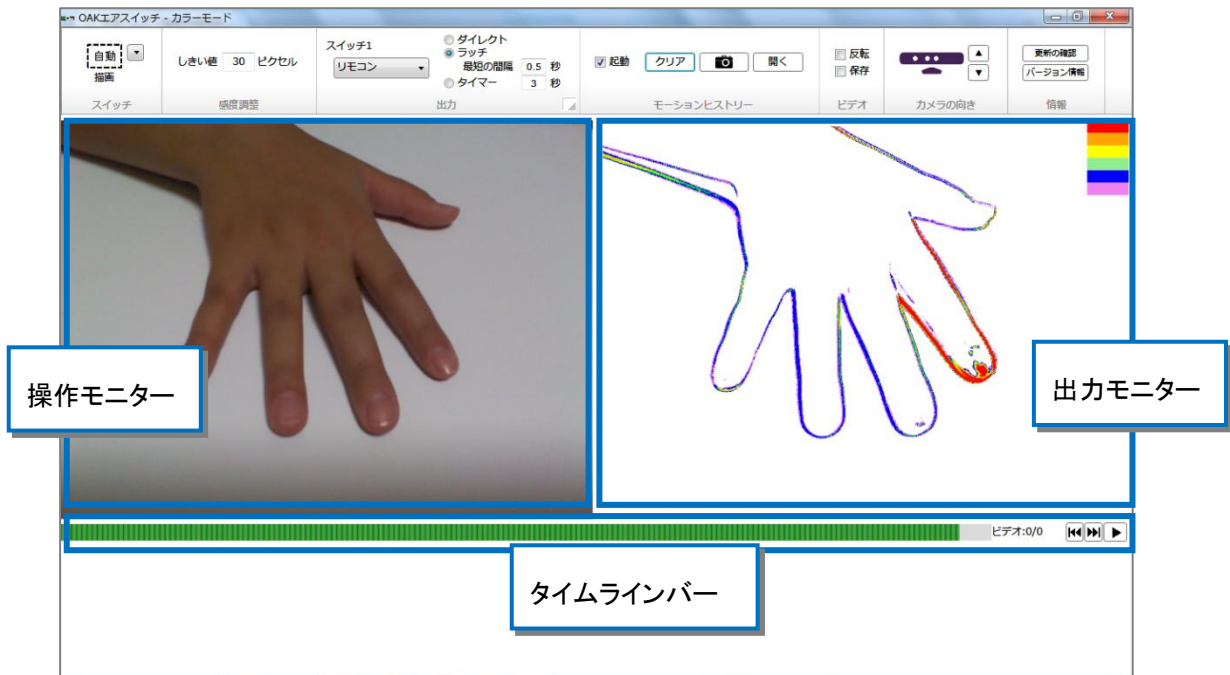 OAKエアスイッチ - カラーモード
自動
描画
スイッチ
しきい値 30 ピクセル
感度調整
スイッチ1
リモコン
ダイレクト
ラッチ
最短の間隔 0.5 秒
タイマー 3 秒
出力
起動 クリア 開く
モーションヒストリー
反転
保存
ビデオ
カメラの向き
更新の確認
バージョン情報
情報
操作モニター
出力モニター
ビデオ:0/0
タイムラインバー